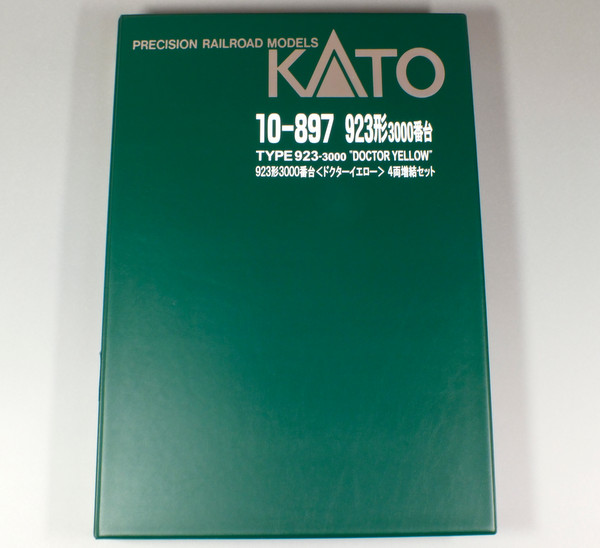 PRECISION RAILROAD MODELS
KATO
10-897 923形3000番台
TYPE 923-3000 "DOCTOR YELLOW"
923形3000番台<ドクターイエロー> 4両増結セット